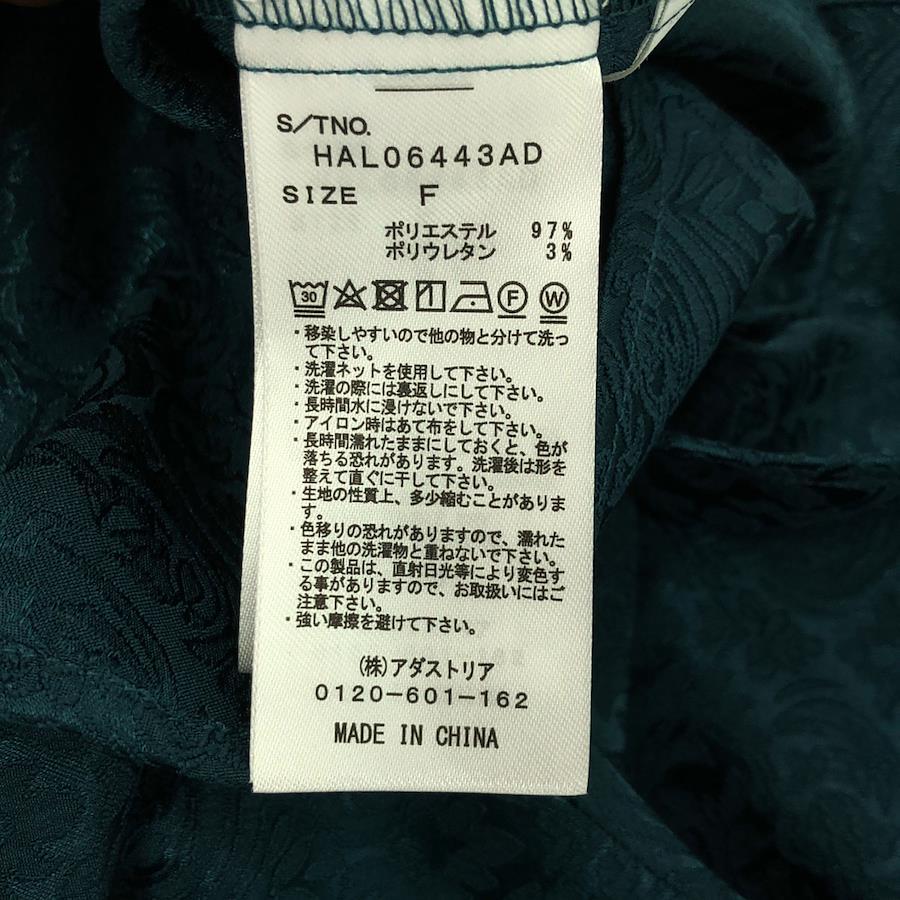 S/TNO.
HAL06443AD
SIZE F
ポリエステル 97%
ポリウレタン 3%
30 F W
・移染しやすいので他の物と分けて洗っ
て下さい。
・洗濯ネットを使用して下さい。
・洗濯の際には裏返しにして下さい。
・長時間水に浸けないで下さい。
・アイロン時はあて布をして下さい。
・長時間濡れたままにしておくと、色が
落ちる恐れがあります。洗濯後は形を
整えて直ぐに干して下さい。
・生地の性質上、多少縮むことがありま
す。
・色移りの恐れがありますので、濡れた
まま他の洗濯物と重ねないで下さい。
・この製品は、直射日光等により変色す
る事がありますので、お取扱いにはご
注意下さい。
・強い摩擦を避けて下さい。
(株)アダストリア
0120-601-162
MADE IN CHINA